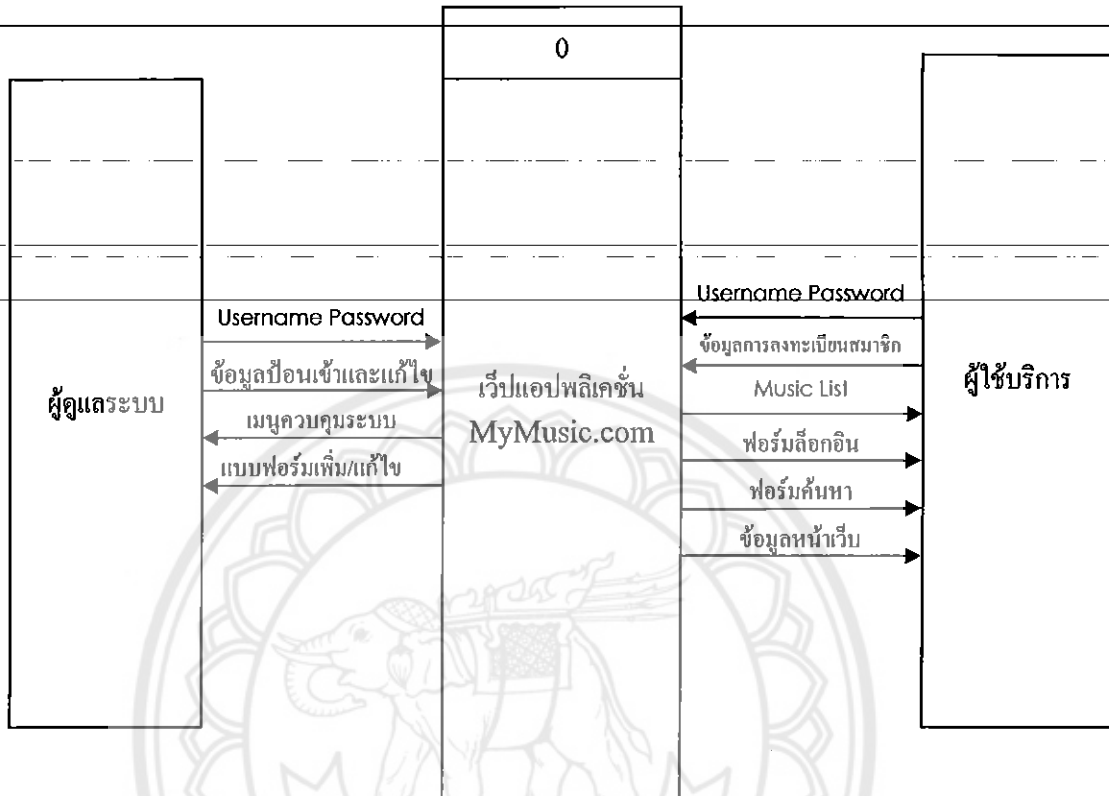 0
Username Password
ข้อมูลป้อนเข้าและแก้ไข
เมนูควบคุมระบบ
แบบฟอร์มเพิ่ม/แก้ไข
ผู้ดูแลระบบ
เว็ปแอปพลิเคชั่น
MyMusic.com
Username Password
ข้อมูลการลงทะเบียนสมาชิก
Music List
ฟอร์มล็อกอิน
ฟอร์มค้นหา
ข้อมูลหน้าเว็บ
ผู้ใช้บริการ